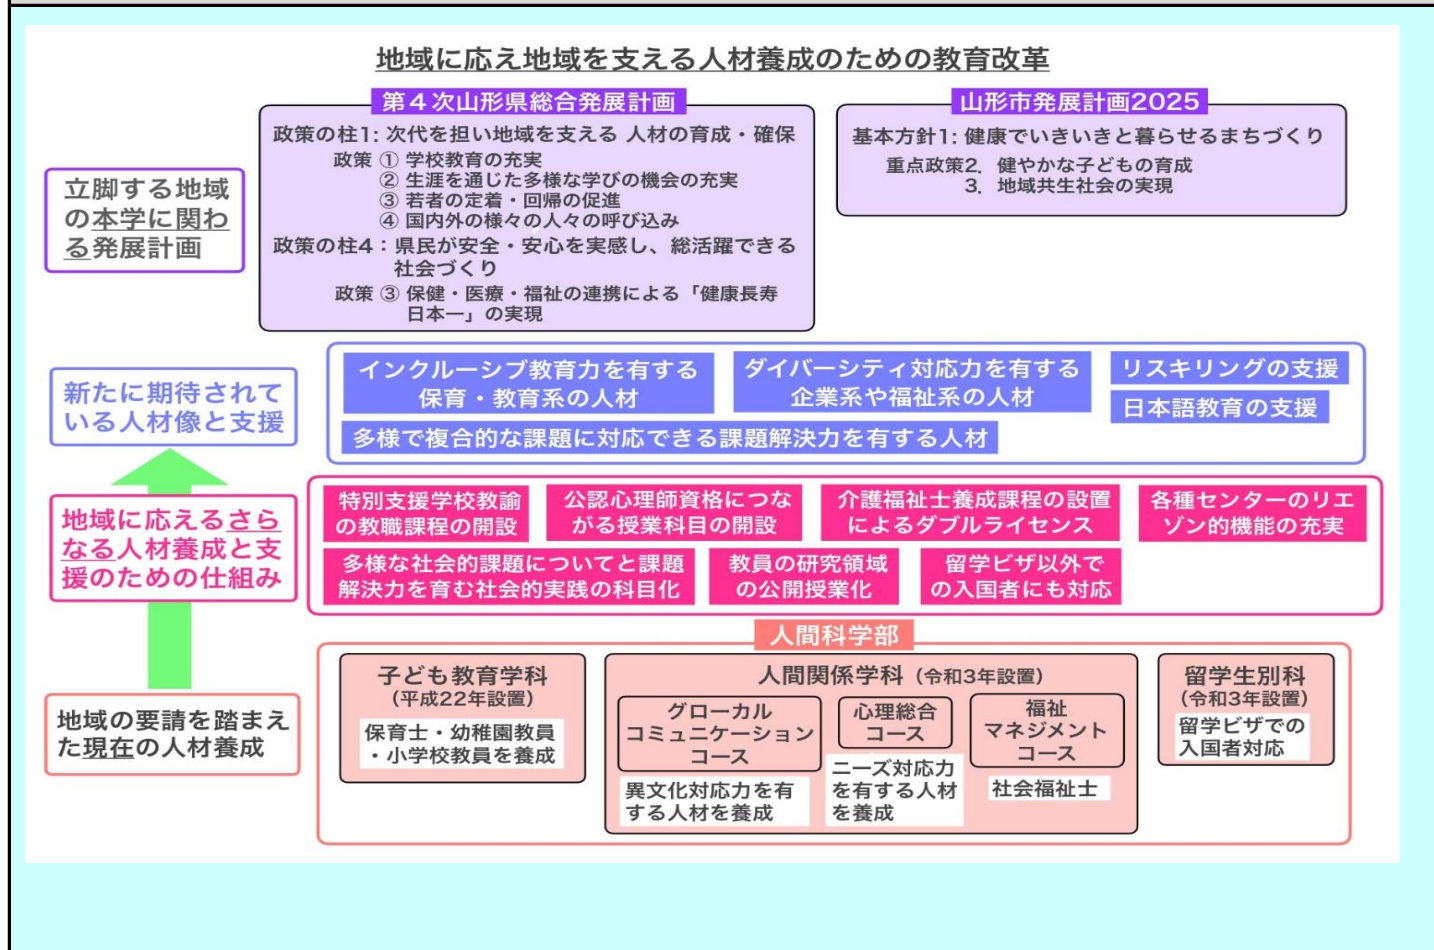 地域に応え地域を支える人材養成のための教育改革
第４次山形県総合発展計画
政策の柱1: 次代を担い地域を支える 人材の育成・確保
政策 ① 学校教育の充実
② 生涯を通じた多様な学びの機会の充実
③ 若者の定着・回帰の促進
④ 国内外の様々の人々の呼び込み
政策の柱4：県民が安全・安心を実感し、総活躍できる
社会づくり
政策 ③ 保健・医療・福祉の連携による「健康長寿
日本一」の実現
山形市発展計画2025
基本方針1: 健康でいきいきと暮らせるまちづくり
重点政策2. 健やかな子どもの育成
3. 地域共生社会の実現
立脚する地域
の本学に関わ
る発展計画
新たに期待されて
いる人材像と支援
インクルーシブ教育力を有する
保育・教育系の人材
ダイバーシティ対応力を有する
企業系や福祉系の人材
リスキリングの支援
日本語教育の支援
多様で複合的な課題に対応できる課題解決力を有する人材
地域に応えるさら
なる人材養成と支
援のための仕組み
特別支援学校教諭
の教職課程の開設
公認心理師資格につな
がる授業科目の開設
介護福祉士養成課程の設置
によるダブルライセンス
各種センターのリエ
ゾン的機能の充実
多様な社会的課題についてと課題
解決力を育む社会的実践の科目化
教員の研究領域
の公開授業化
留学ビザ以外で
の入国者にも対応
地域の要請を踏まえ
た現在の人材養成
人間科学部
子ども教育学科
(平成22年設置)
保育士・幼稚園教員
・小学校教員を養成
人間関係学科（令和3年設置）
グローカル
コミュニケーション
コース
異文化対応力を有
する人材を養成
心理総合
コース
ニーズ対応力
を有する人材
を養成
福祉
マネジメント
コース
社会福祉士
留学生別科
(令和3年設置)
留学ビザでの
入国者対応